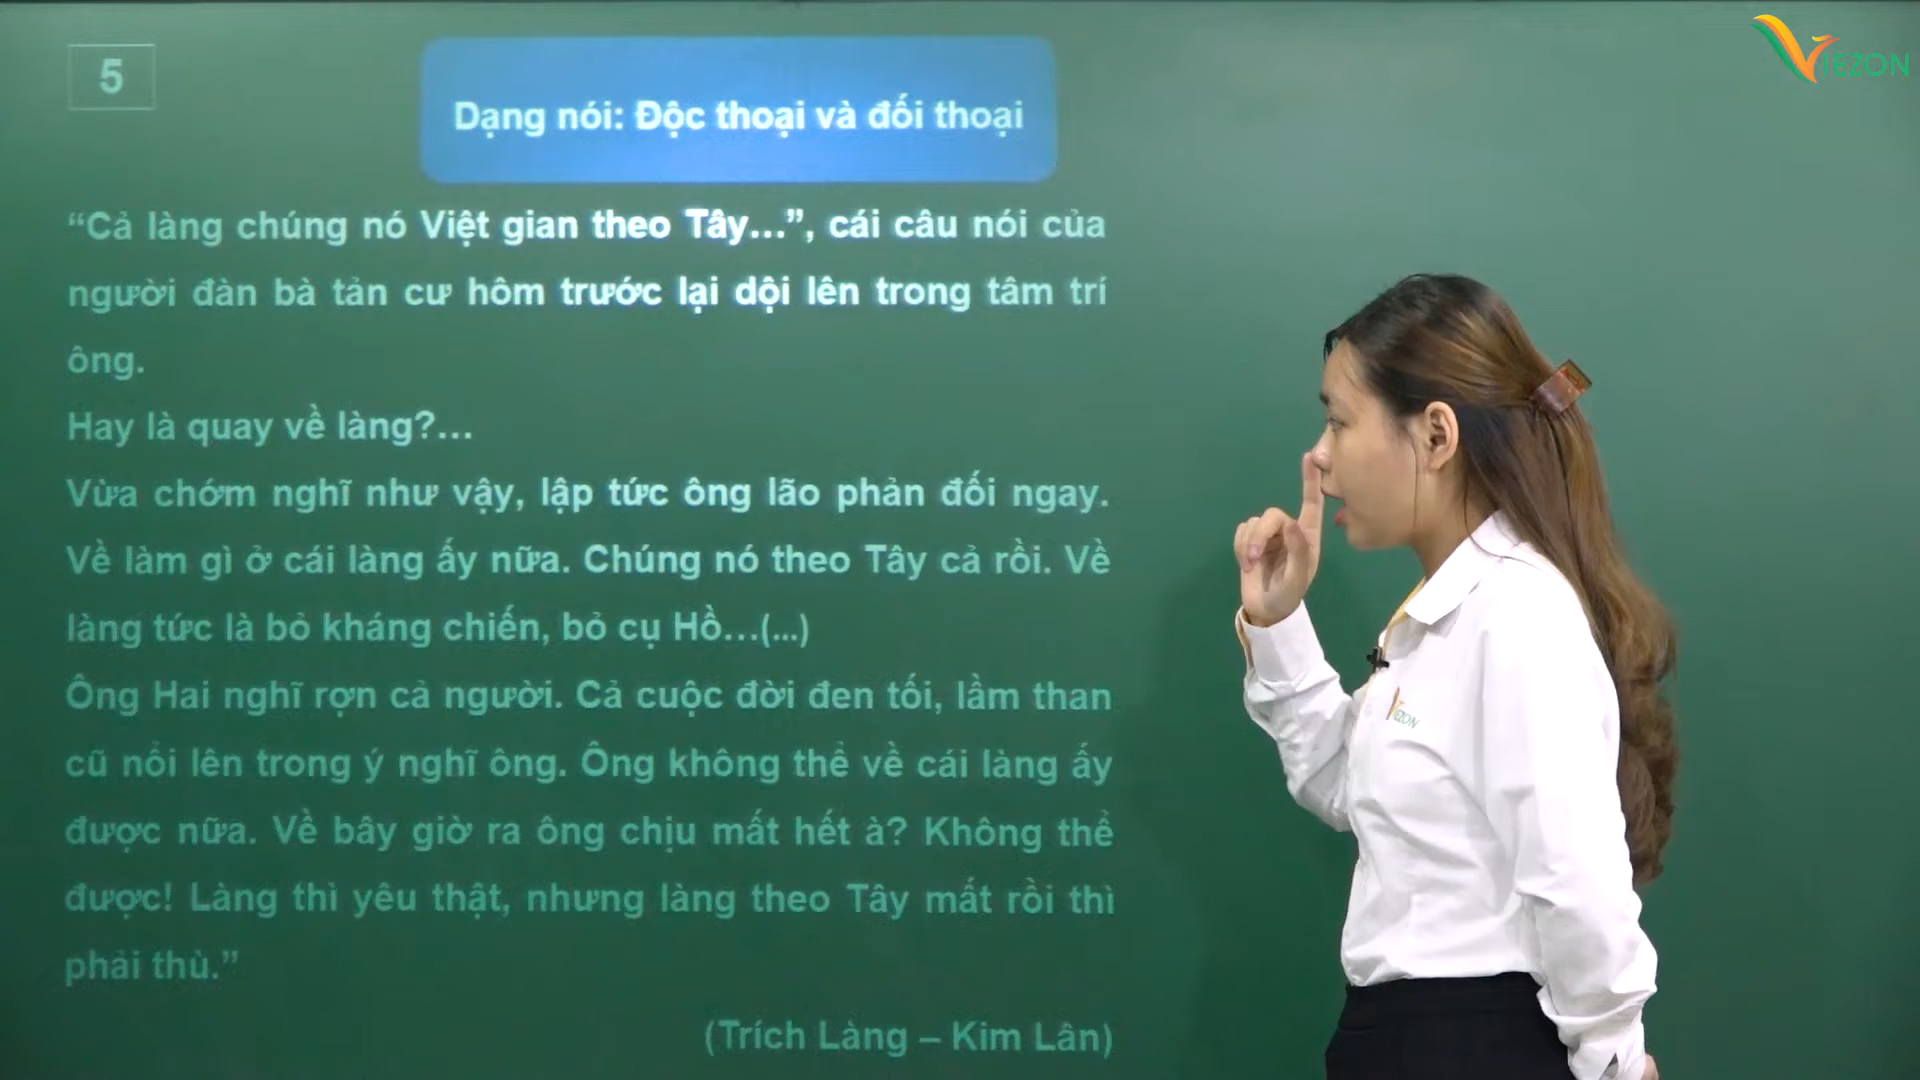 5
VIEZON
Dạng nói: Độc thoại và đối thoại
“Cả làng chúng nó Việt gian theo Tây...”, cái câu nói của
người đàn bà tản cư hôm trước lại dội lên trong tâm trí
ông.
Hay là quay về làng?...
Vừa chớm nghĩ như vậy, lập tức ông lão phản đối ngay.
Về làm gì ở cái làng ấy nữa. Chúng nó theo Tây cả rồi. Về
làng tức là bỏ kháng chiến, bỏ cụ Hồ...(...)
Ông Hai nghĩ rợn cả người. Cả cuộc đời đen tối, lầm than
cũ nổi lên trong ý nghĩ ông. Ông không thể về cái làng ấy
được nữa. Về bây giờ ra ông chịu mất hết à? Không thể
được! Làng thì yêu thật, nhưng làng theo Tây mất rồi thì
phải thù.”
(Trích Làng – Kim Lân)
VIEZON